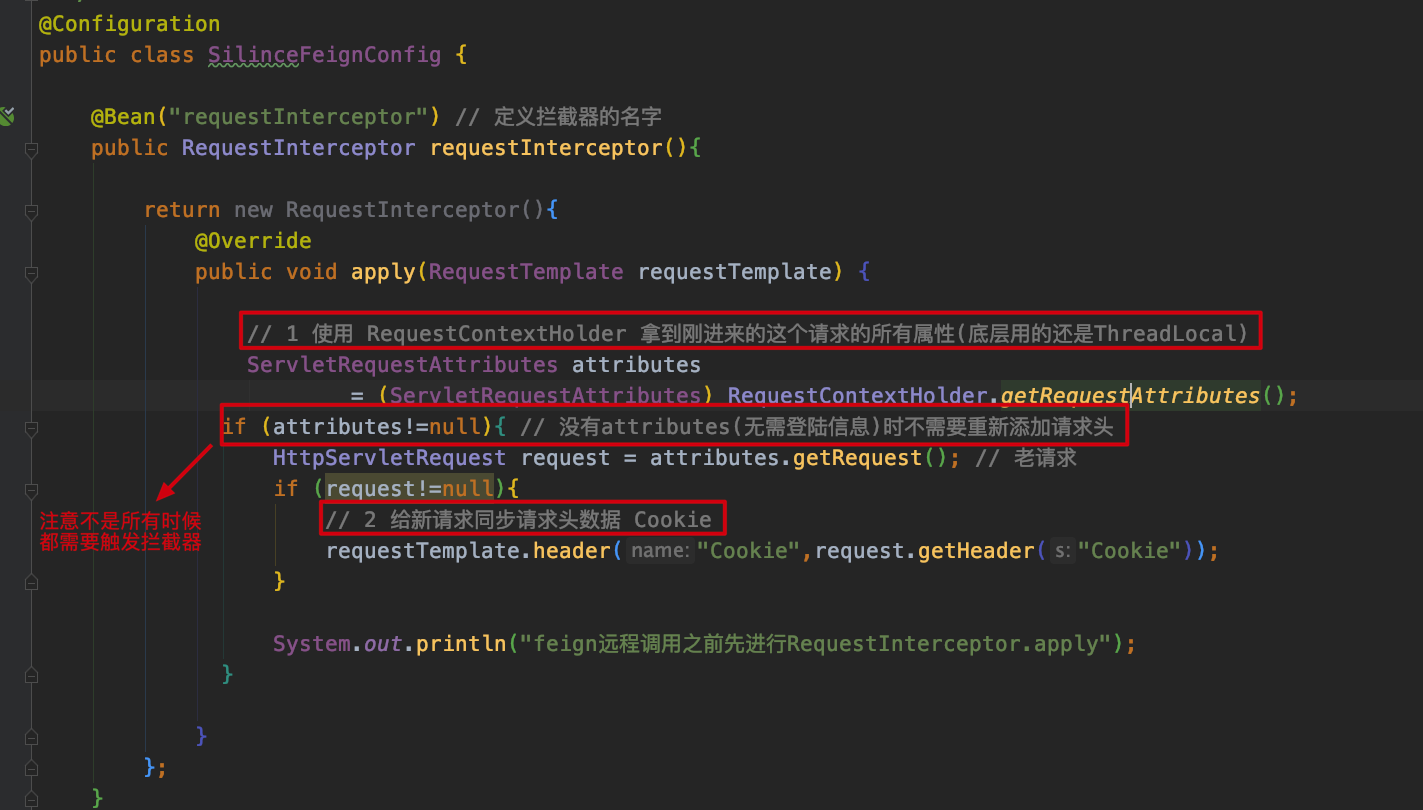 @Configuration
public class SilinceFeignConfig {
@Bean("requestInterceptor") // 定义拦截器的名字
public RequestInterceptor requestInterceptor(){
return new RequestInterceptor(){
@Override
public void apply(RequestTemplate requestTemplate) {
// 1 使用 RequestContextHolder 拿到刚进来的这个请求的所有属性(底层用的还是ThreadLocal)
ServletRequestAttributes attributes
= (ServletRequestAttributes) RequestContextHolder.getRequestAttributes();
if (attributes!=null){ // 没有attributes(无需登陆信息)时不需要重新添加请求头
HttpServletRequest request = attributes.getRequest(); // 老请求
if (request!=null){
注意不是所有时候
都需要触发拦截器
// 2 给新请求同步请求头数据 Cookie
requestTemplate.header( name: "Cookie",request.getHeader( s: "Cookie"));
}
System.out.println("feign远程调用之前先进行RequestInterceptor.apply");
}
}
};
}